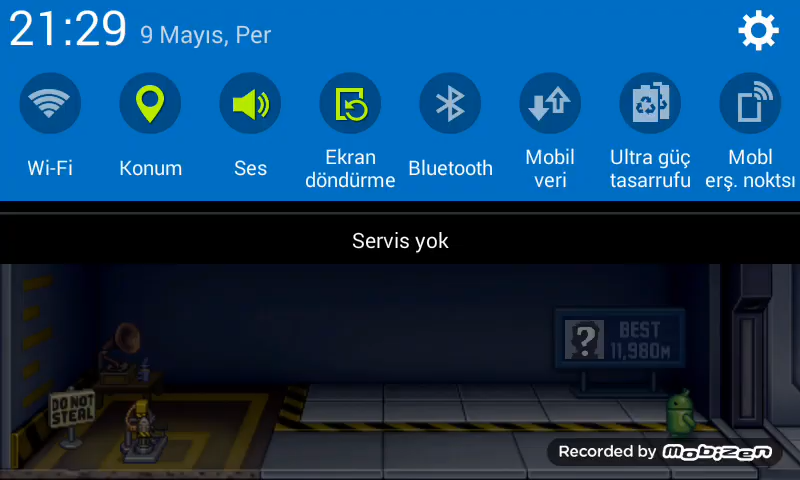 21:29 9 Mayıs, Per
Wi-Fi
Konum
Ses
Ekran
döndürme
Bluetooth
Mobil
veri
Ultra güç
tasarrufu
Mobl
erş. noktsı
Servis yok
BEST
11,980M
DO NOT
STEAL
Recorded by mobizen